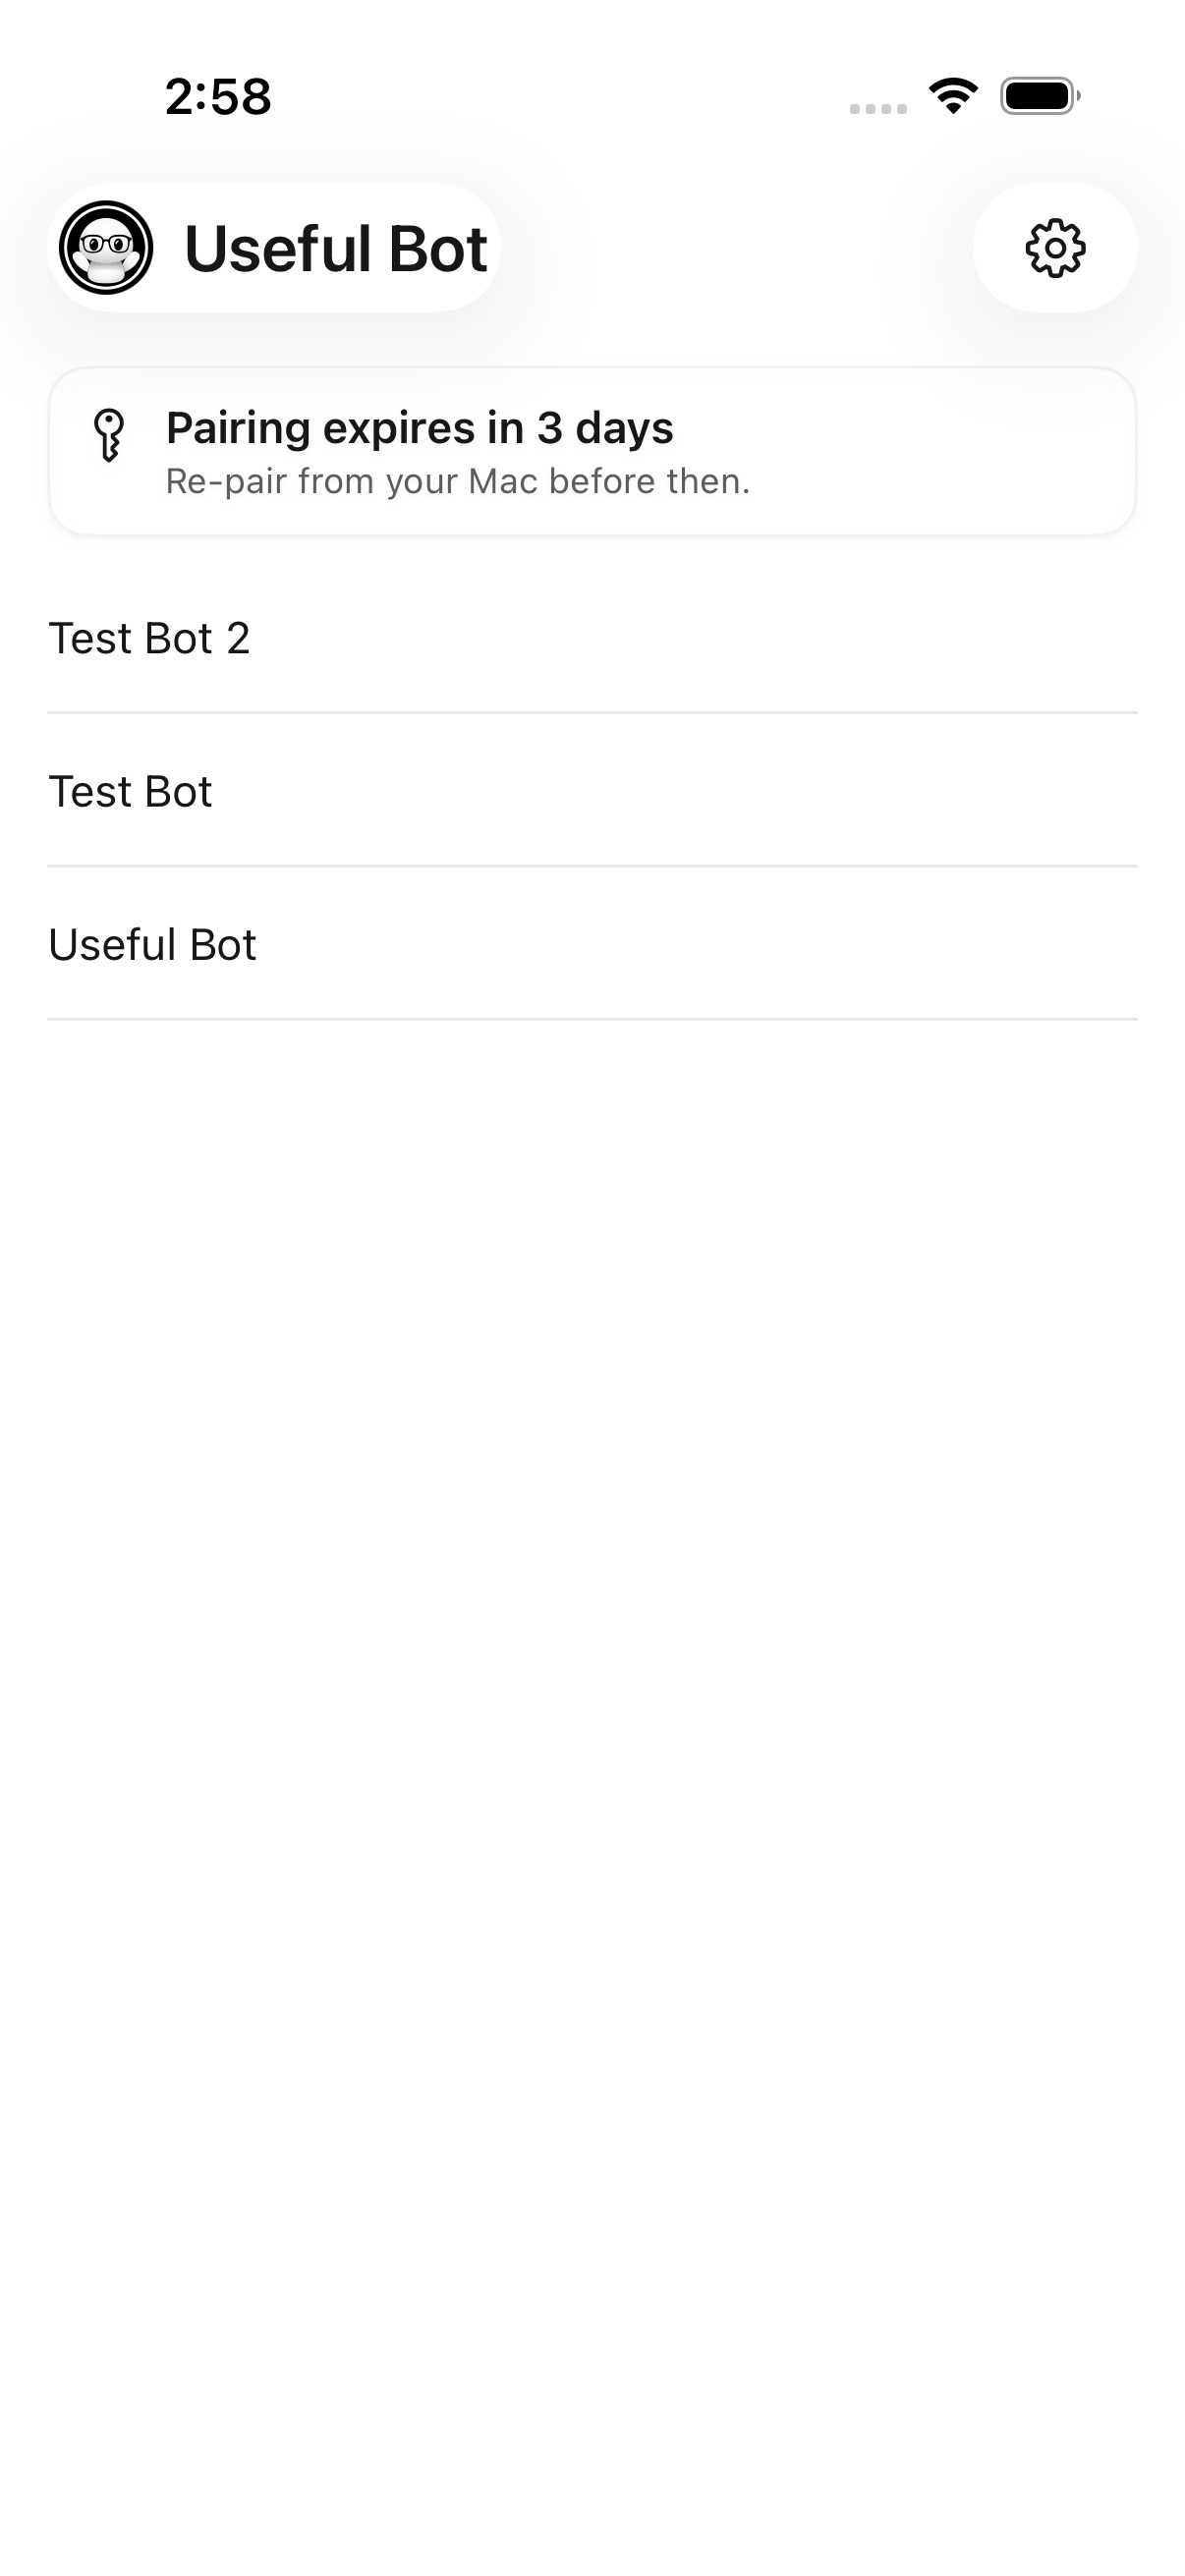 2:58
Useful Bot
Pairing expires in 3 days
Re-pair from your Mac before then.
Test Bot 2
Test Bot
Useful Bot